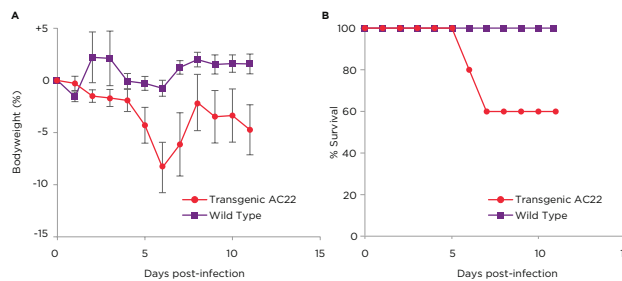 A
+5
0
-5
-10
-15
Bodyweight (%)
Transgenic AC22
Wild Type
0
5
10
15
Days post-infection
B
100
80
60
40
20
0
% Survival
Transgenic AC22
Wild Type
0
5
10
15
Days post-infection